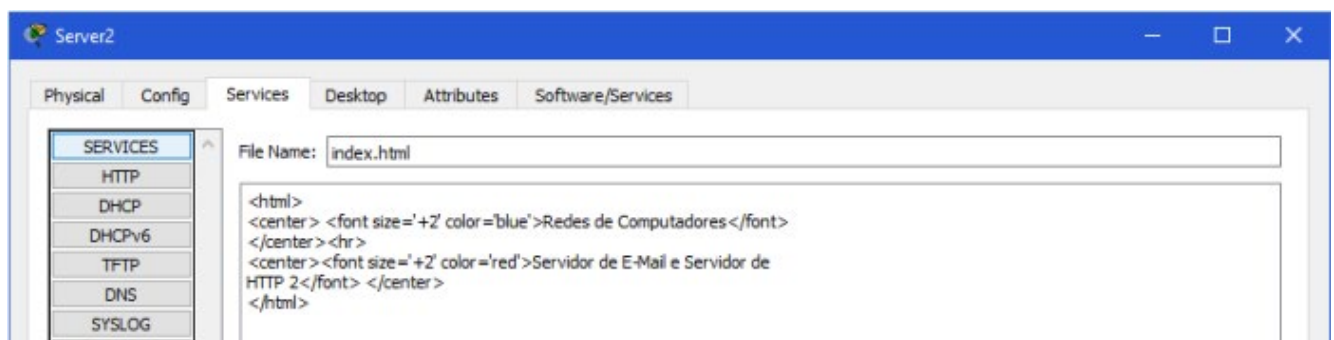 Server2
Physical Config Services Desktop Attributes Software/Services
SERVICES
HTTP
DHCP
DHCPv6
TFTP
DNS
SYSLOG
File Name: index.html
<html>
<center> <font size='+2' color='blue'>Redes de Computadores</font>
</center><hr>
<center><font size='+2' color='red'>Servidor de E-Mail e Servidor de
HTTP 2</font> </center>
</html>